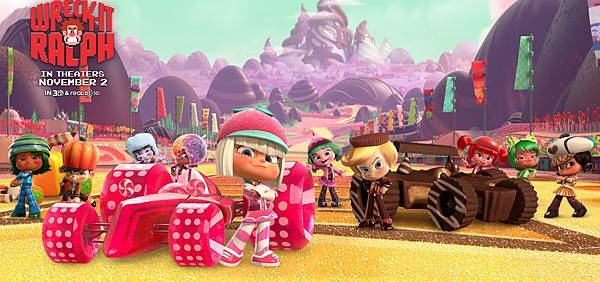 WRECK-IT
RALPH
IN THEATERS
NOVEMBER 2
IN 3D & REAL D 3D